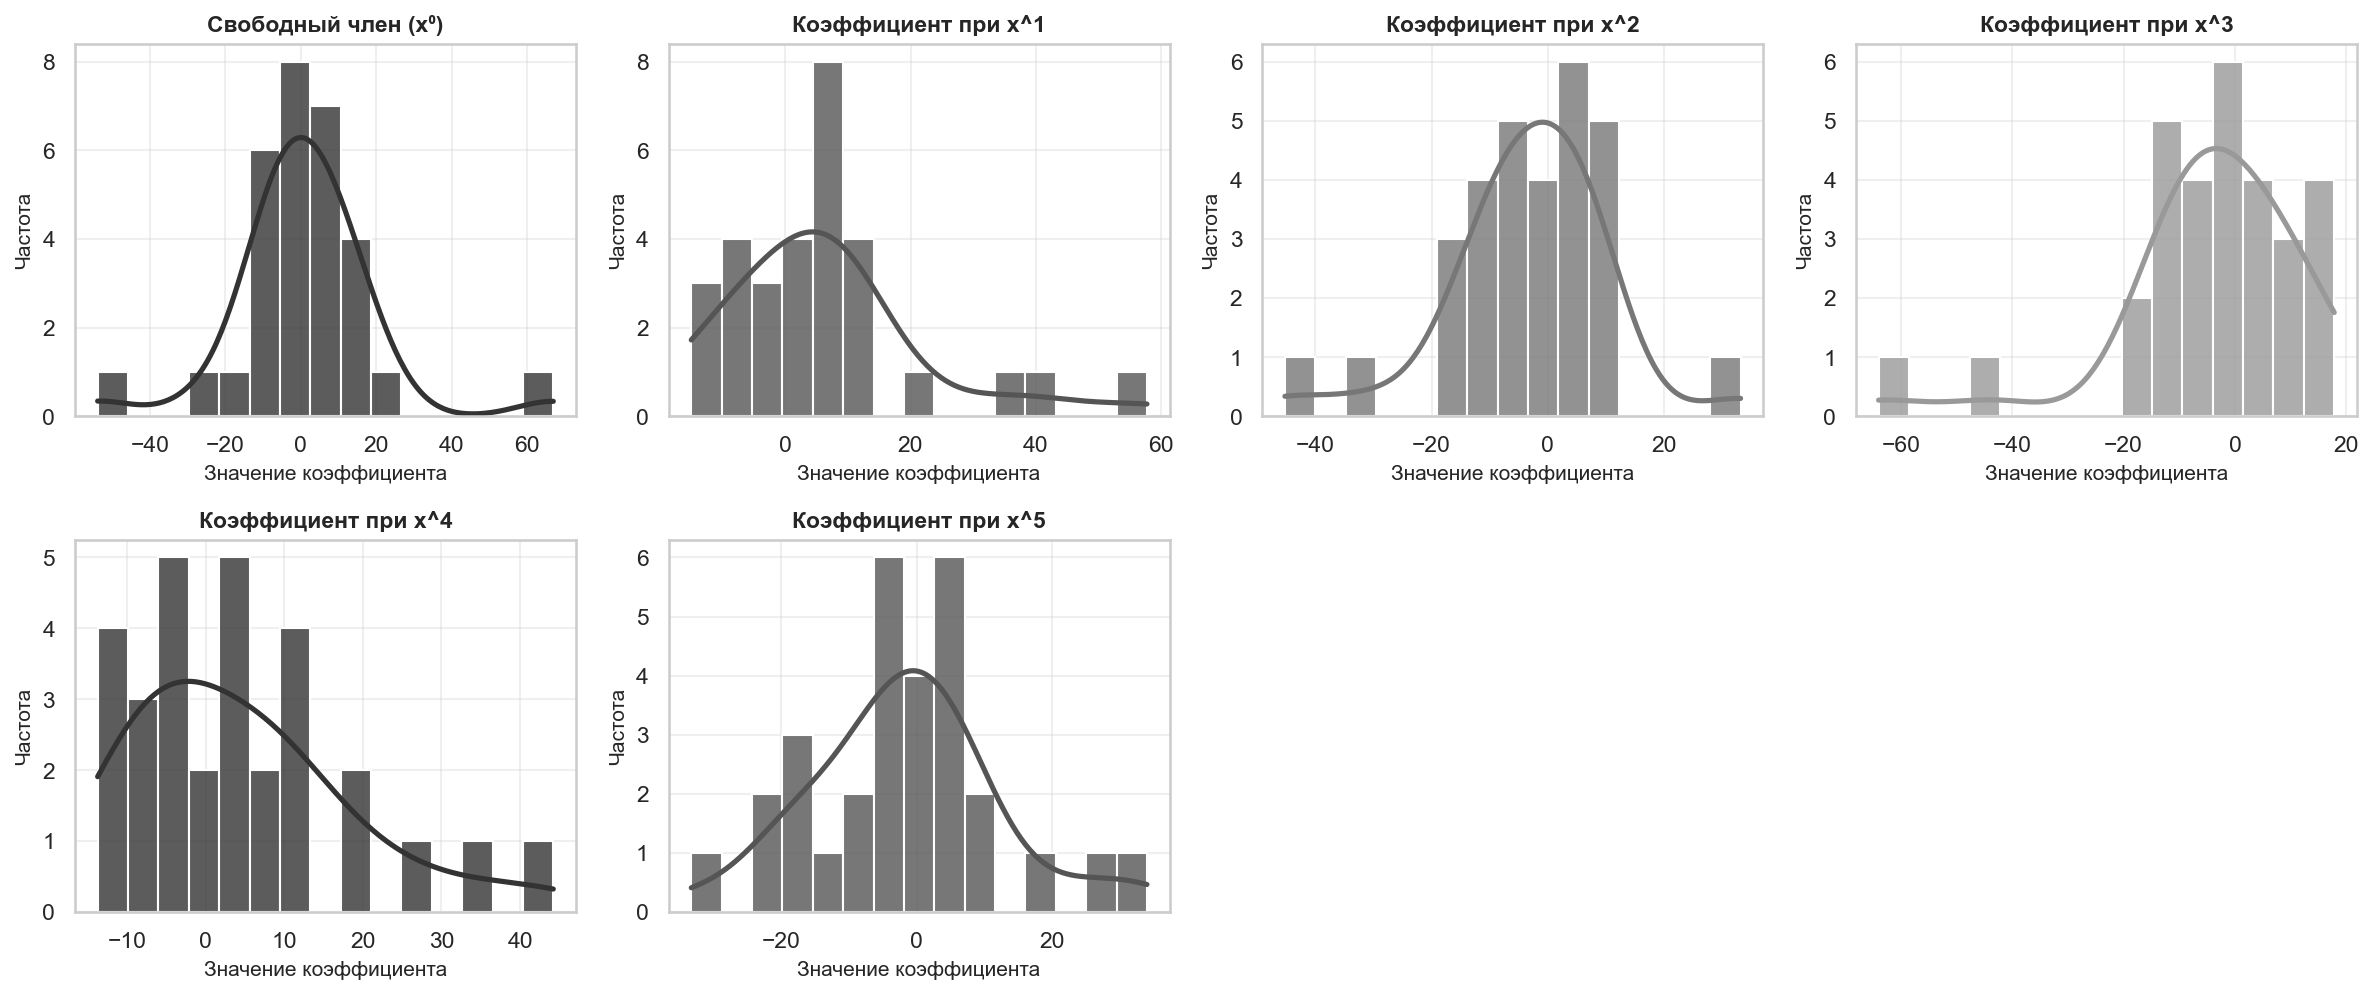 Свободный член (x⁰)
Частота
8
6
4
2
0
−40 −20 0 20 40 60
Значение коэффициента
Коэффициент при x^1
Частота
8
6
4
2
0
0 20 40 60
Значение коэффициента
Коэффициент при x^2
Частота
6
5
4
3
2
1
0
−40 −20 0 20
Значение коэффициента
Коэффициент при x^3
Частота
6
5
4
3
2
1
0
−60 −40 −20 0 20
Значение коэффициента
Коэффициент при x^4
Частота
5
4
3
2
1
0
−10 0 10 20 30 40
Значение коэффициента
Коэффициент при x^5
Частота
6
5
4
3
2
1
0
−20 0 20
Значение коэффициента